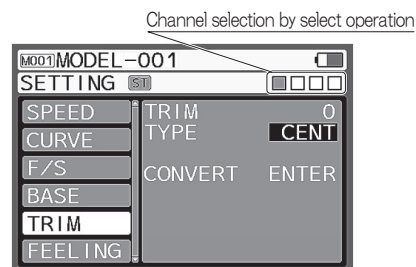 Channel selection by select operation
M001 MODEL-001
SETTING ST
SPEED
CURVE
F/S
BASE
TRIM
FEELING
TRIM 0
TYPE CENT
CONVERT ENTER